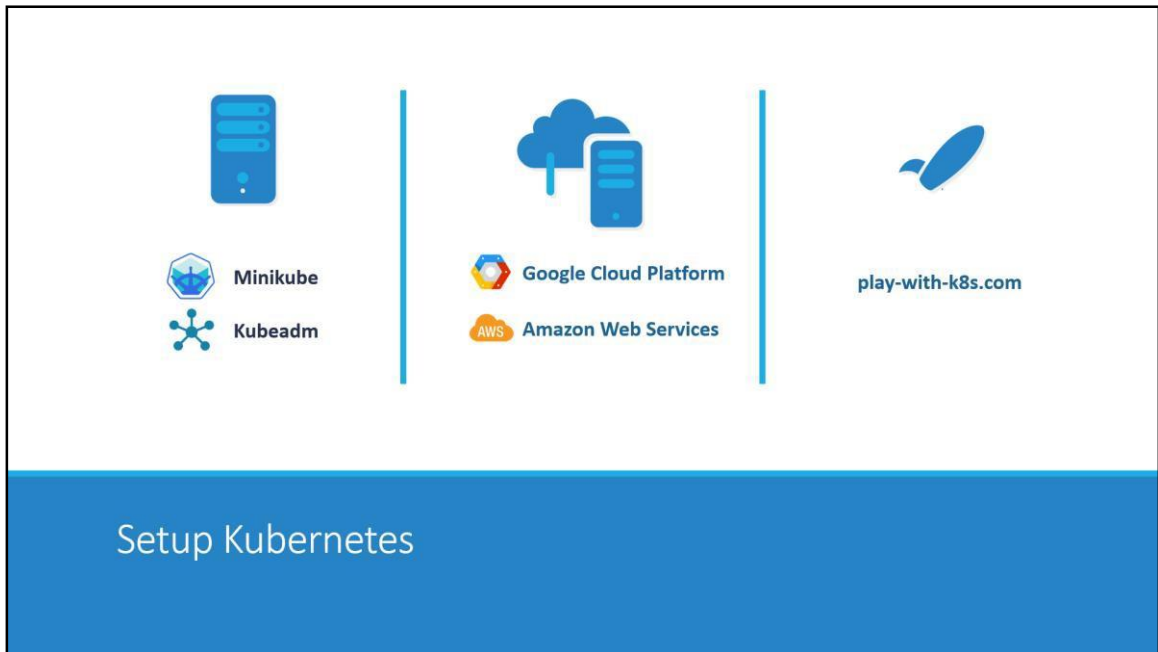 Minikube
Kubeadm
Google Cloud Platform
AWS Amazon Web Services
play-with-k8s.com
Setup Kubernetes